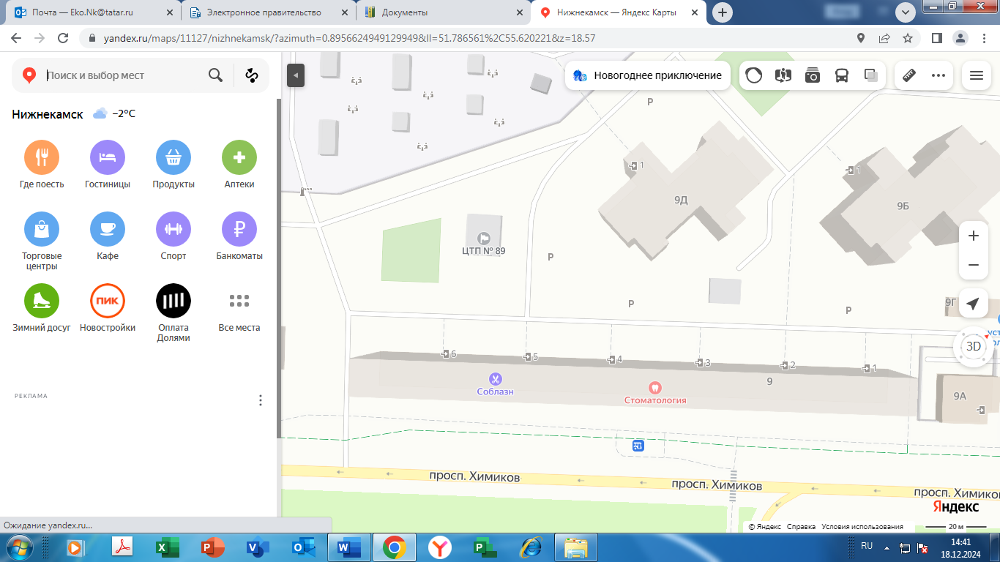 Почта — Eko.Nk@tatar.ru
Электронное правительство
Документы
Нижнекамск — Яндекс Карты
yandex.ru/maps/11127/nizhnekamsk/?azimuth=0.8956624949129949&ll=51.786561%2C55.620221&z=18.57
Поиск и выбор мест
Новогоднее приключение
Нижнекамск
−2°C
Где поесть
Гостиницы
Продукты
Аптеки
Торговые
центры
Кафе
Спорт
Банкоматы
ПИК
Зимний досуг
Новостройки
Оплата
Долями
Все места
РЕКЛАМА
P
1
1
9Д
9Б
ЦТП № 89
P
P
P
9Г
3D
6
5
4
3
2
1
9
Соблазн
Стоматология
9А
просп. Химиков
просп. Химиков
просп. Химиков
Яндекс
© Яндекс Справка Условия использования
20 м
Ожидание yandex.ru...
RU
14:41
18.12.2024